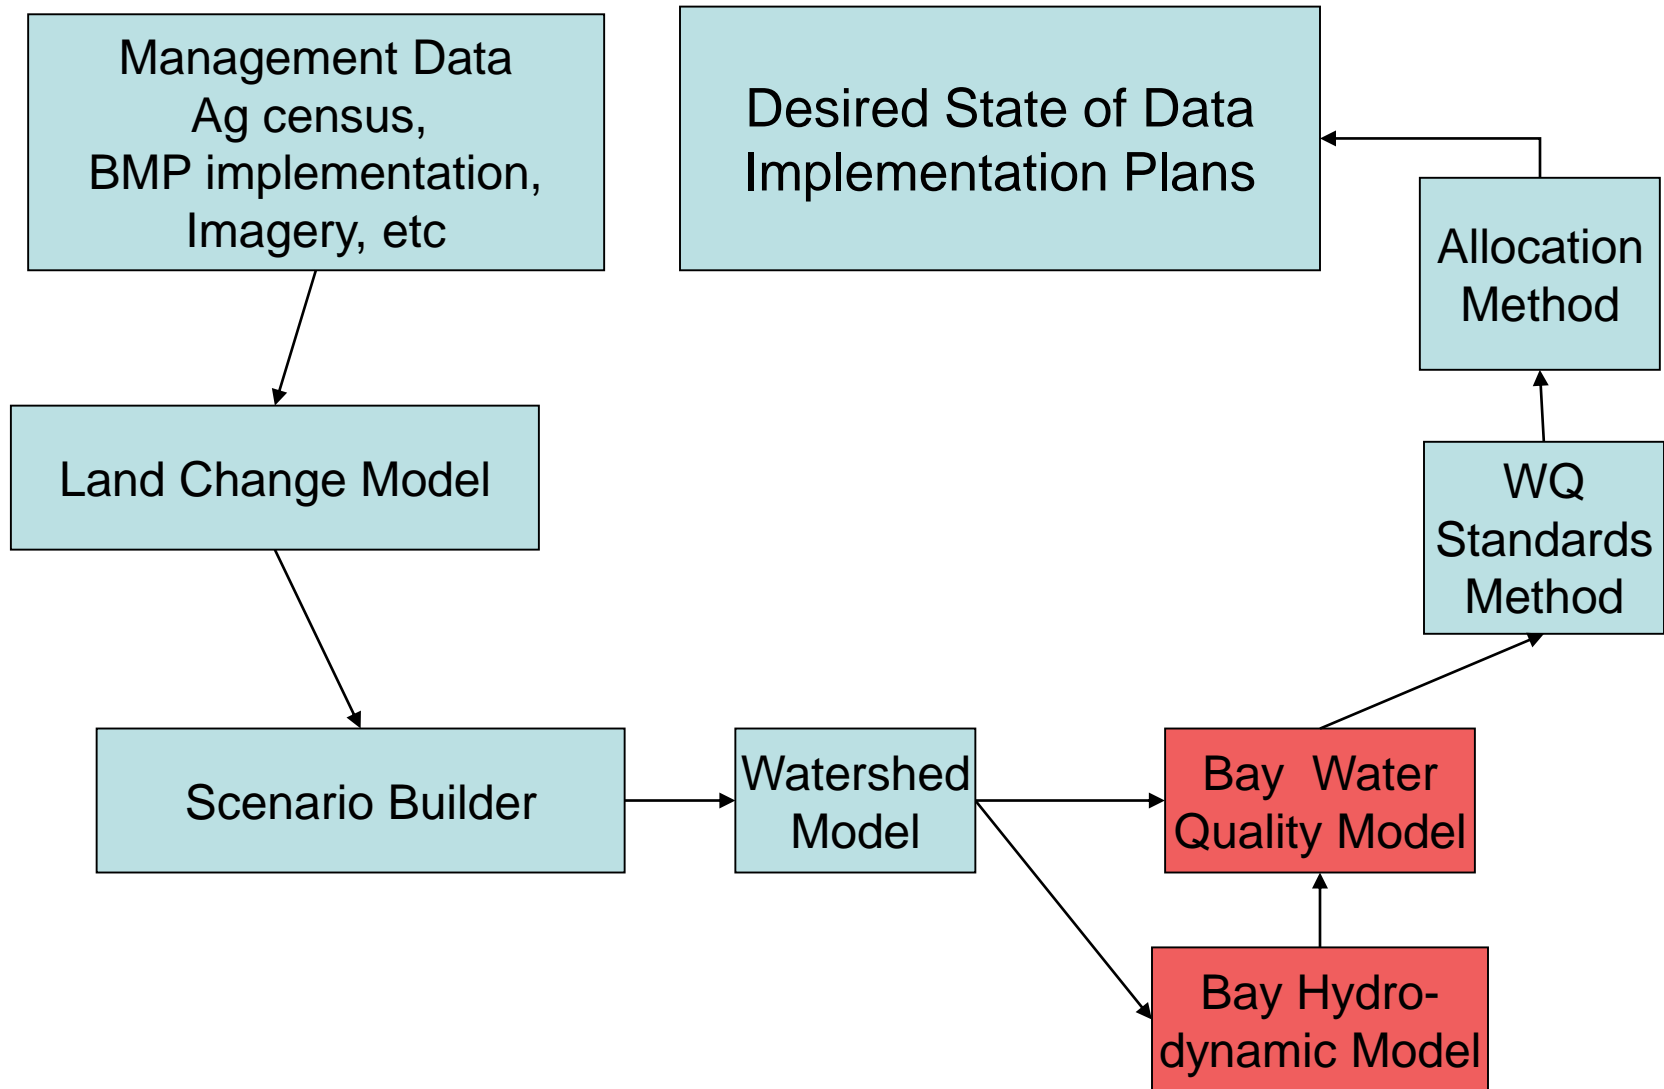 Management Data
Ag census,
BMP implementation,
Imagery, etc
Desired State of Data
Implementation Plans
Allocation
Method
Land Change Model
WQ
Standards
Method
Scenario Builder
Watershed
Model
Bay Water
Quality Model
Bay Hydro-
dynamic Model